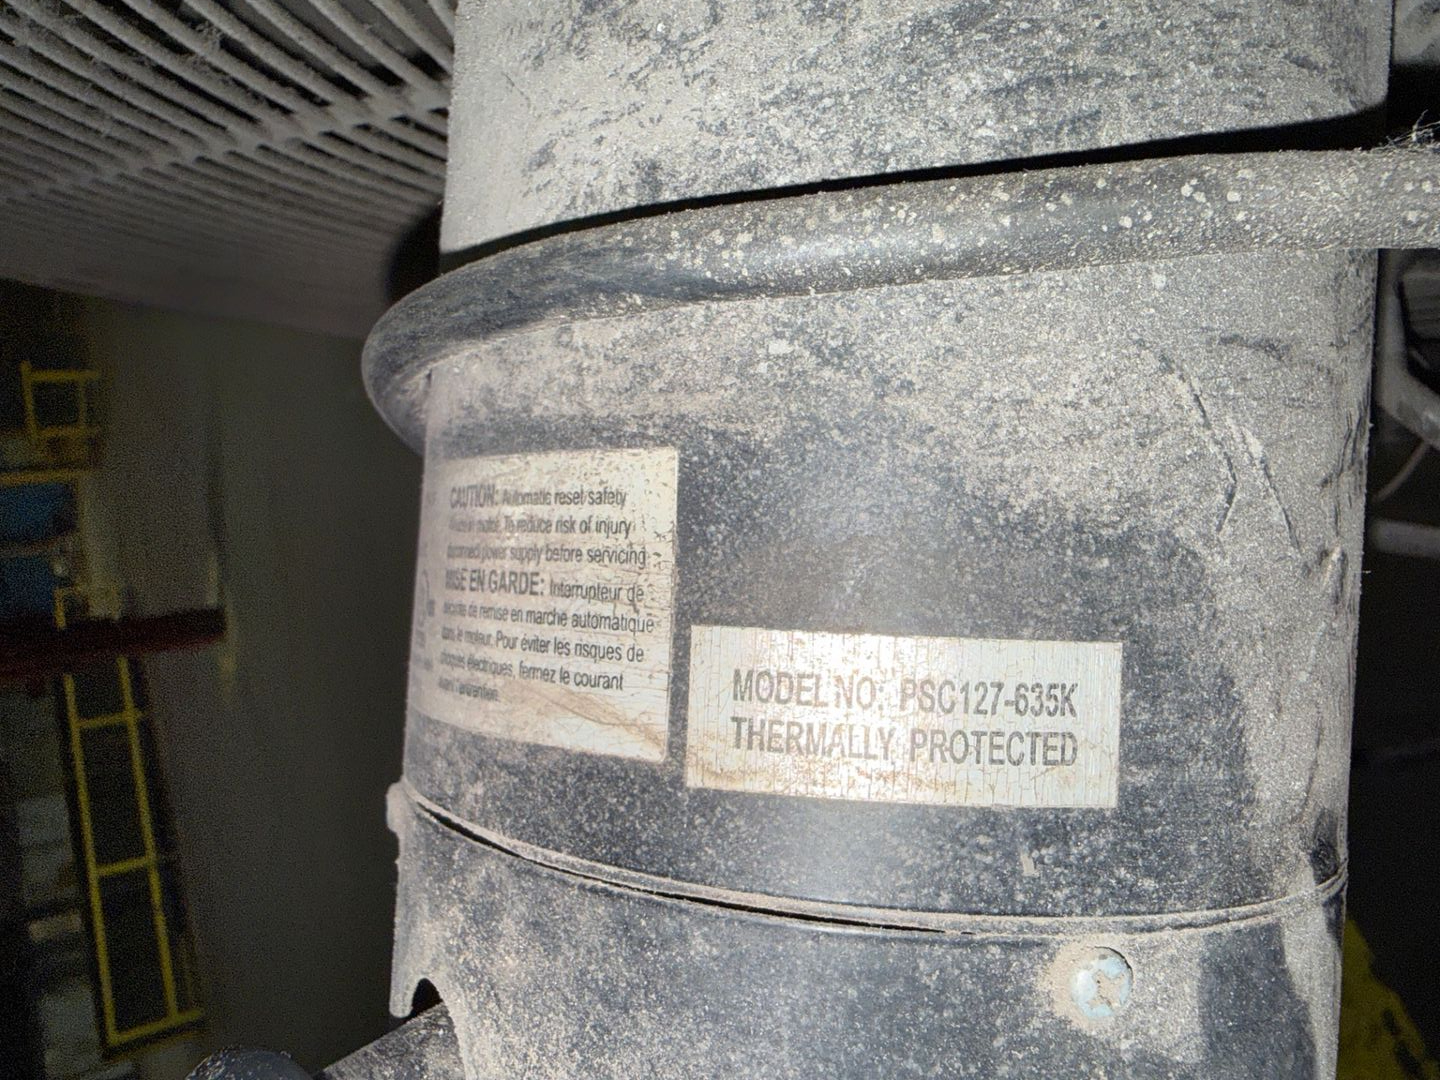 CAUTION: Automatic reset safety
To reduce risk of injury
power supply before servicing
MISE EN GARDE: Interrupteur de
de remise en marche automatique
le moteur. Pour éviter les risques de
électriques, fermez le courant
MODEL NO: PSC127-635K
THERMALLY PROTECTED